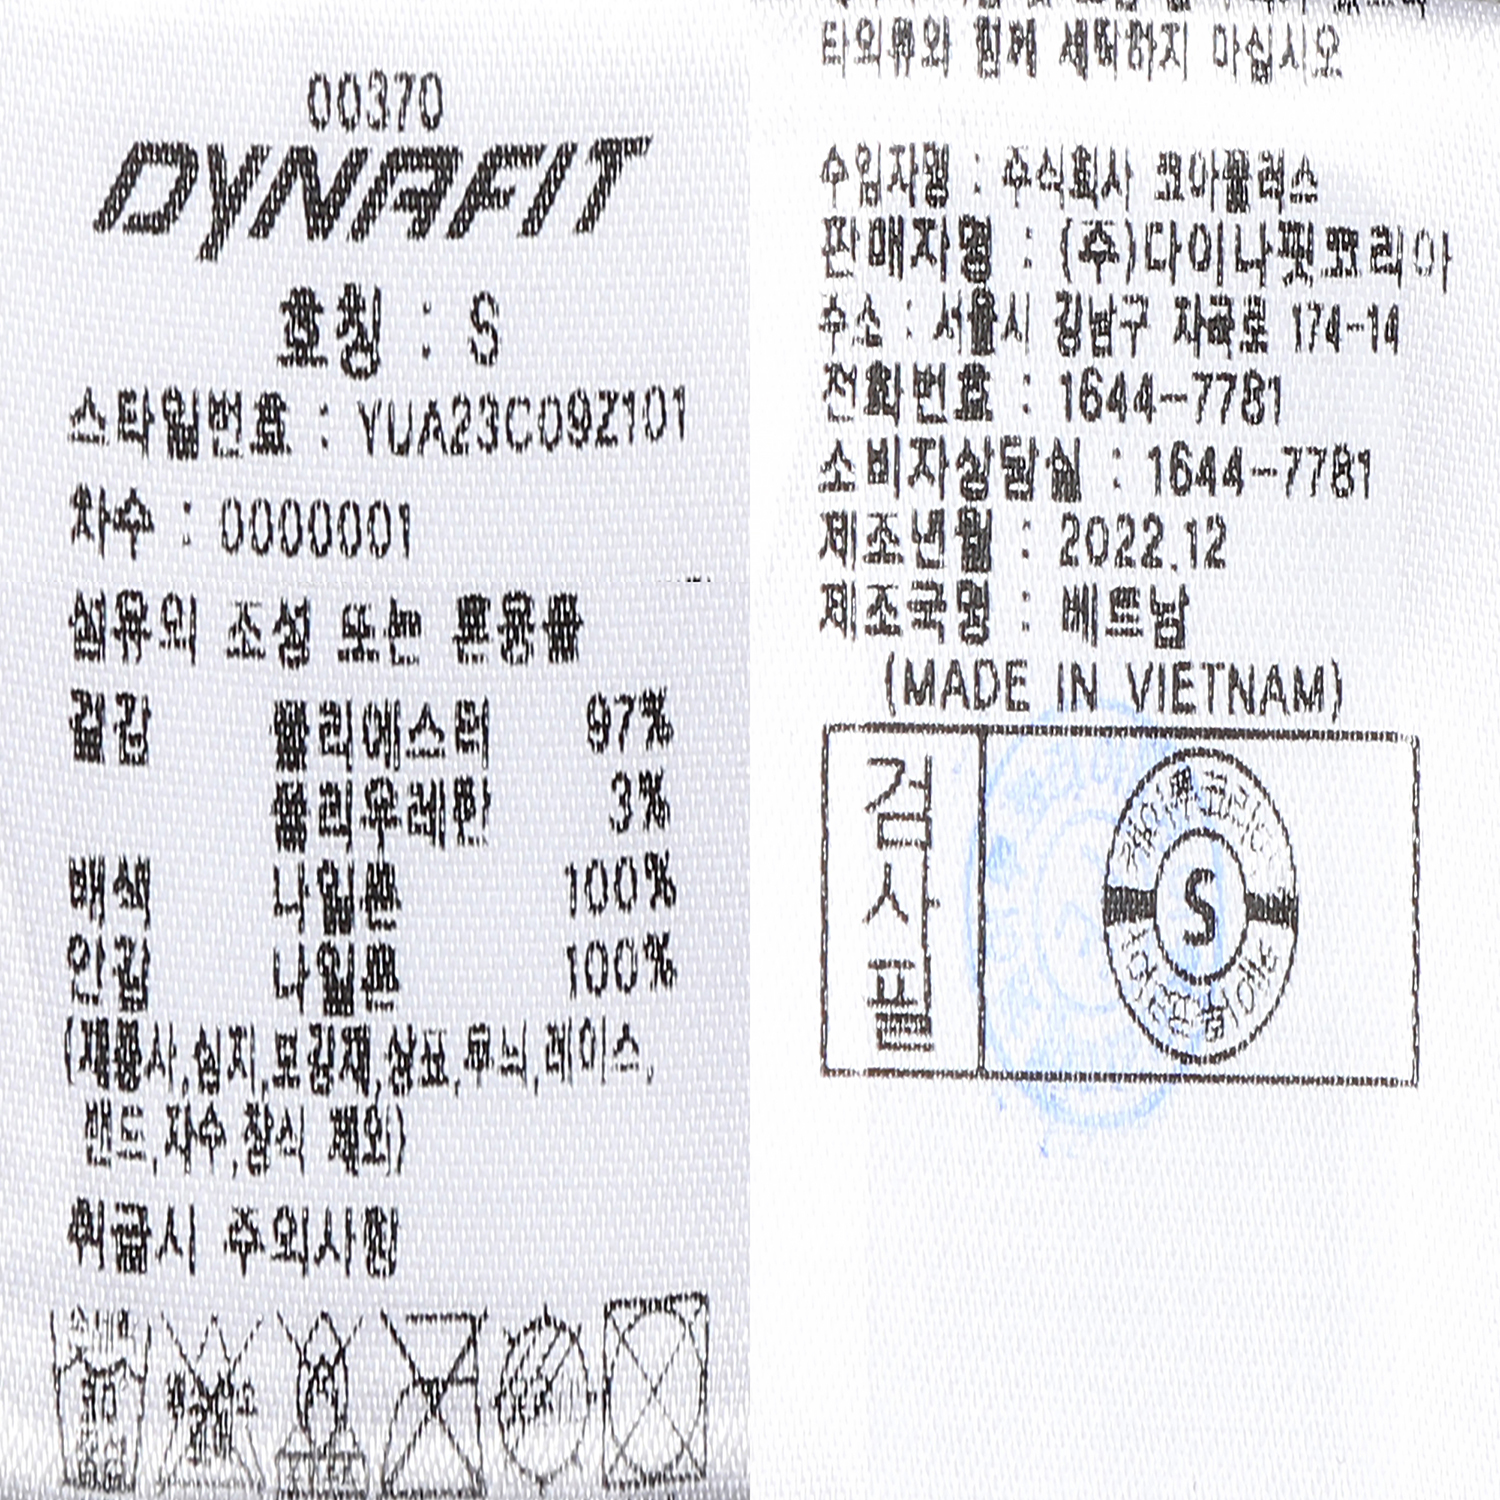 00370
DYNAFIT
호칭 : S
스타일번호 : YUA23C09Z101
차수 : 0000001
섬유의 조성 또는 혼용률
겉감 폴리에스터 97%
폴리우레탄 3%
배색 나일론 100%
안감 나일론 100%
(재봉사,심지,보강재,상표,무늬,레이스,
밴드,자수,장식 제외)
취급시 주의사항
타의류와 함께 세탁하지 마십시오
수입자명 : 주식회사 코아플러스
판매자명 : (주)다이나핏코리아
주소 : 서울시 강남구 자곡로 174-14
전화번호 : 1644-7781
소비자상담실 : 1644-7781
제조년월 : 2022.12
제조국명 : 베트남
(MADE IN VIETNAM)
검사필
S